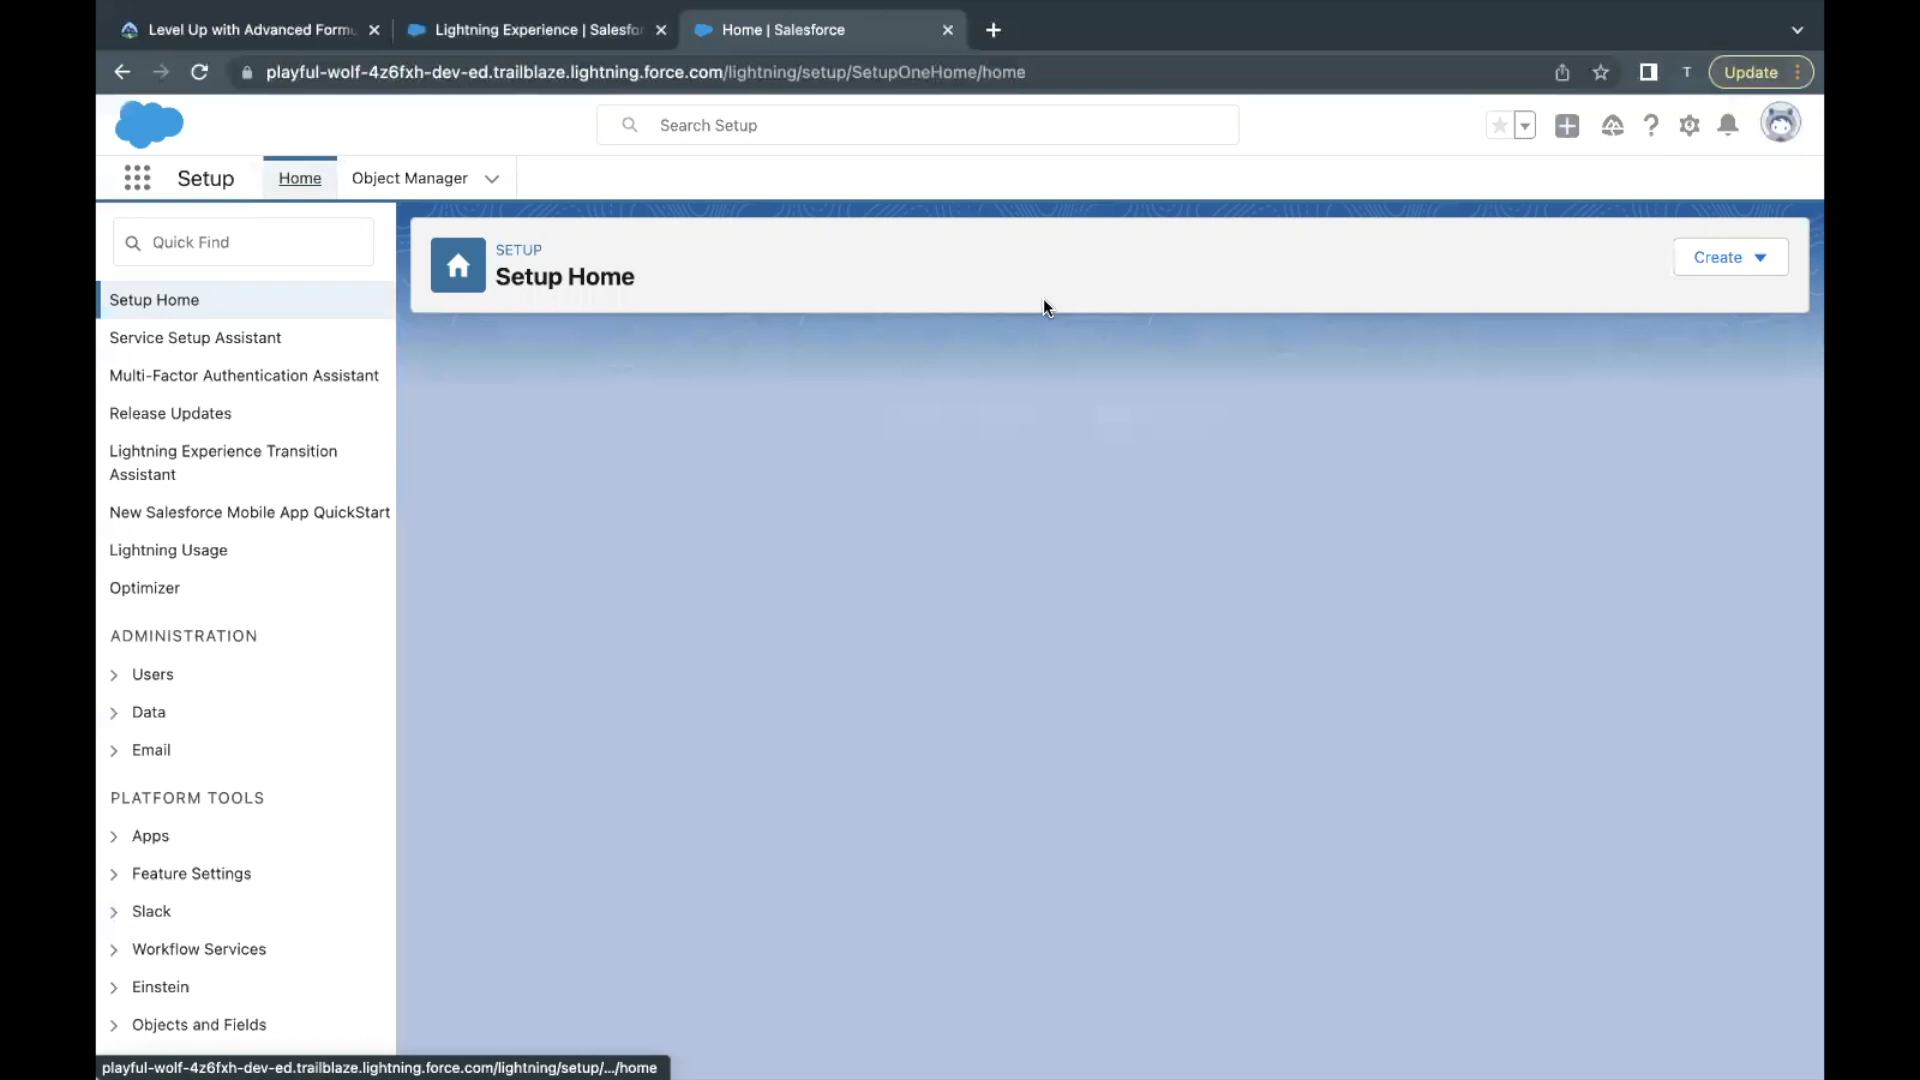 Level Up with Advanced Formu
Lightning Experience | Salesfor
Home | Salesforce
playful-wolf-4z6fxh-dev-ed.trailblaze.lightning.force.com/lightning/setup/SetupOneHome/home
T
Update
Search Setup
Setup
Home
Object Manager
Quick Find
SETUP
Setup Home
Create
Setup Home
Service Setup Assistant
Multi-Factor Authentication Assistant
Release Updates
Lightning Experience Transition
Assistant
New Salesforce Mobile App QuickStart
Lightning Usage
Optimizer
ADMINISTRATION
Users
Data
Email
PLATFORM TOOLS
Apps
Feature Settings
Slack
Workflow Services
Einstein
Objects and Fields
playful-wolf-4z6fxh-dev-ed.trailblaze.lightning.force.com/lightning/setup/.../home